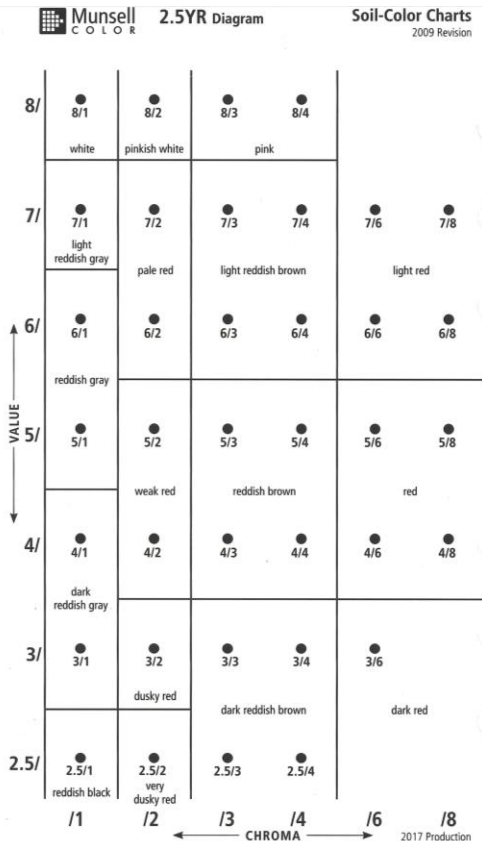 Munsell COLOR 2.5YR Diagram Soil-Color Charts
2009 Revision
8/ 8/1 8/2 8/3 8/4
white pinkish white pink
7/ 7/1 7/2 7/3 7/4 7/6 7/8
light
reddish gray
pale red light reddish brown light red
6/ 6/1 6/2 6/3 6/4 6/6 6/8
reddish gray
VALUE
5/ 5/1 5/2 5/3 5/4 5/6 5/8
weak red reddish brown red
4/ 4/1 4/2 4/3 4/4 4/6 4/8
dark
reddish gray
3/ 3/1 3/2 3/3 3/4 3/6
dusky red
dark reddish brown dark red
2.5/ 2.5/1 2.5/2 2.5/3 2.5/4
reddish black very
dusky red
/1 /2 /3 /4 /6 /8
CHROMA 2017 Production